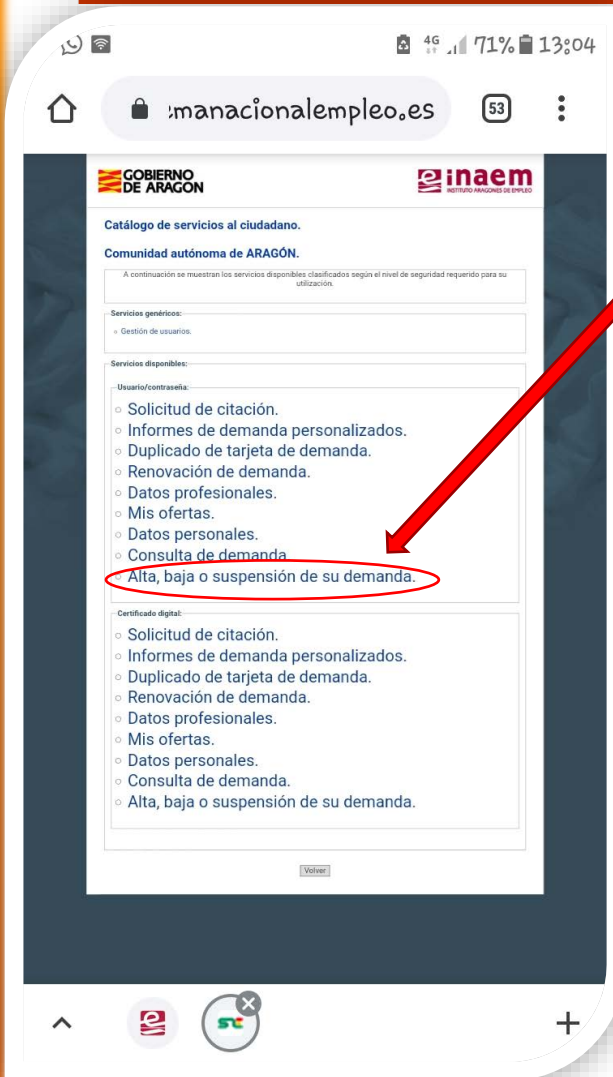 4G 71% 13:04
:manacionalempleo.es 53
GOBIERNO
DE ARAGON
inaem
INSTITUTO ARAGONES DE EMPLEO
Catálogo de servicios al ciudadano.
Comunidad autónoma de ARAGÓN.
A continuación se muestran los servicios disponibles clasificados según el nivel de seguridad requerido para su
utilización.
Servicios genéricos:
Gestión de usuarios.
Servicios disponibles:
Usuario/contraseña:
Solicitud de citación.
Informes de demanda personalizados.
Duplicado de tarjeta de demanda.
Renovación de demanda.
Datos profesionales.
Mis ofertas.
Datos personales.
Consulta de demanda.
Alta, baja o suspensión de su demanda.
Certificado digital:
Solicitud de citación.
Informes de demanda personalizados.
Duplicado de tarjeta de demanda.
Renovación de demanda.
Datos profesionales.
Mis ofertas.
Datos personales.
Consulta de demanda.
Alta, baja o suspensión de su demanda.
Volver